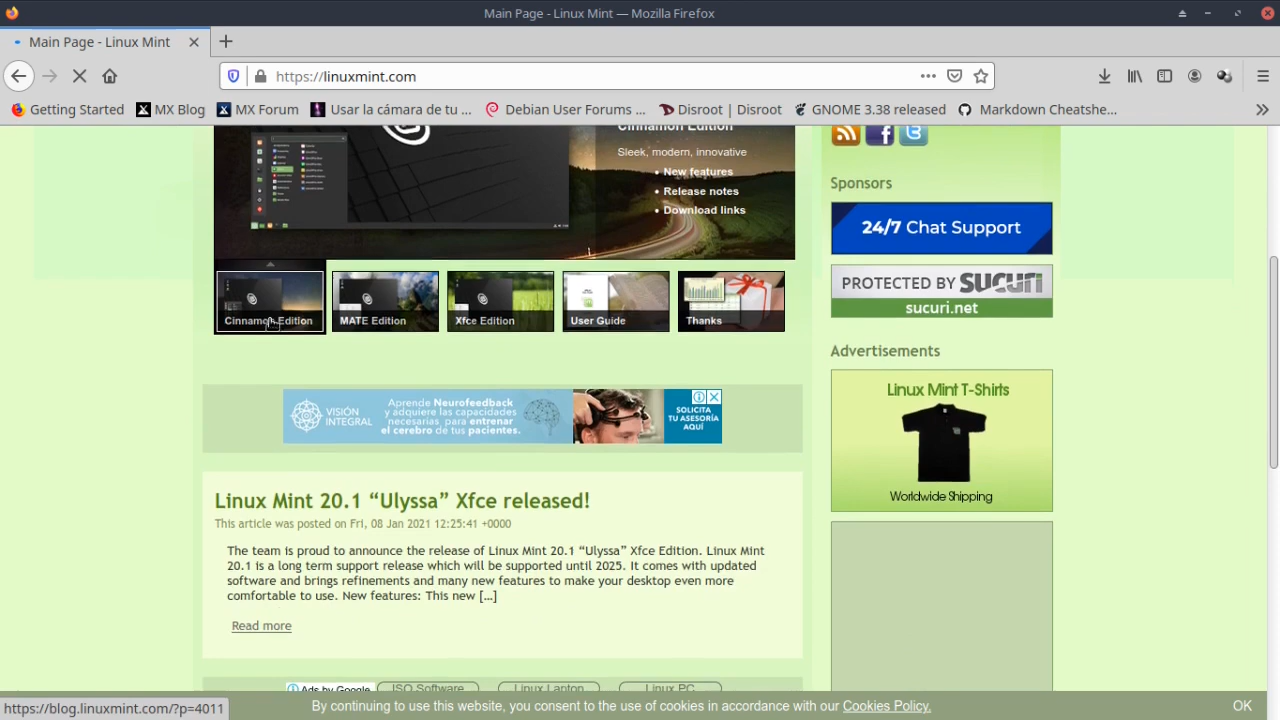 Main Page - Linux Mint — Mozilla Firefox
Main Page - Linux Mint
https://linuxmint.com
Getting Started MX Blog MX Forum Usar la cámara de tu ... Debian User Forums ... Disroot | Disroot GNOME 3.38 released Markdown Cheatshe...
Cinnamon Edition
Sleek, modern, innovative
• New features
• Release notes
• Download links
Cinnamon Edition MATE Edition Xfce Edition User Guide Thanks
VISIÓN INTEGRAL
Aprende Neurofeedback
y adquiere las capacidades
necesarias para entrenar
el cerebro de tus pacientes.
SOLICITA
TU ASESORÍA
AQUÍ
Linux Mint 20.1 “Ulyssa” Xfce released!
This article was posted on Fri, 08 Jan 2021 12:25:41 +0000
The team is proud to announce the release of Linux Mint 20.1 “Ulyssa” Xfce Edition. Linux Mint
20.1 is a long term support release which will be supported until 2025. It comes with updated
software and brings refinements and many new features to make your desktop even more
comfortable to use. New features: This new [...]
Read more
Ads by Google ISO Software Linux Laptop Linux PC
Sponsors
24/7 Chat Support
PROTECTED BY SUCURI
sucuri.net
Advertisements
Linux Mint T-Shirts
Worldwide Shipping
https://blog.linuxmint.com/?p=4011
By continuing to use this website, you consent to the use of cookies in accordance with our Cookies Policy.
OK